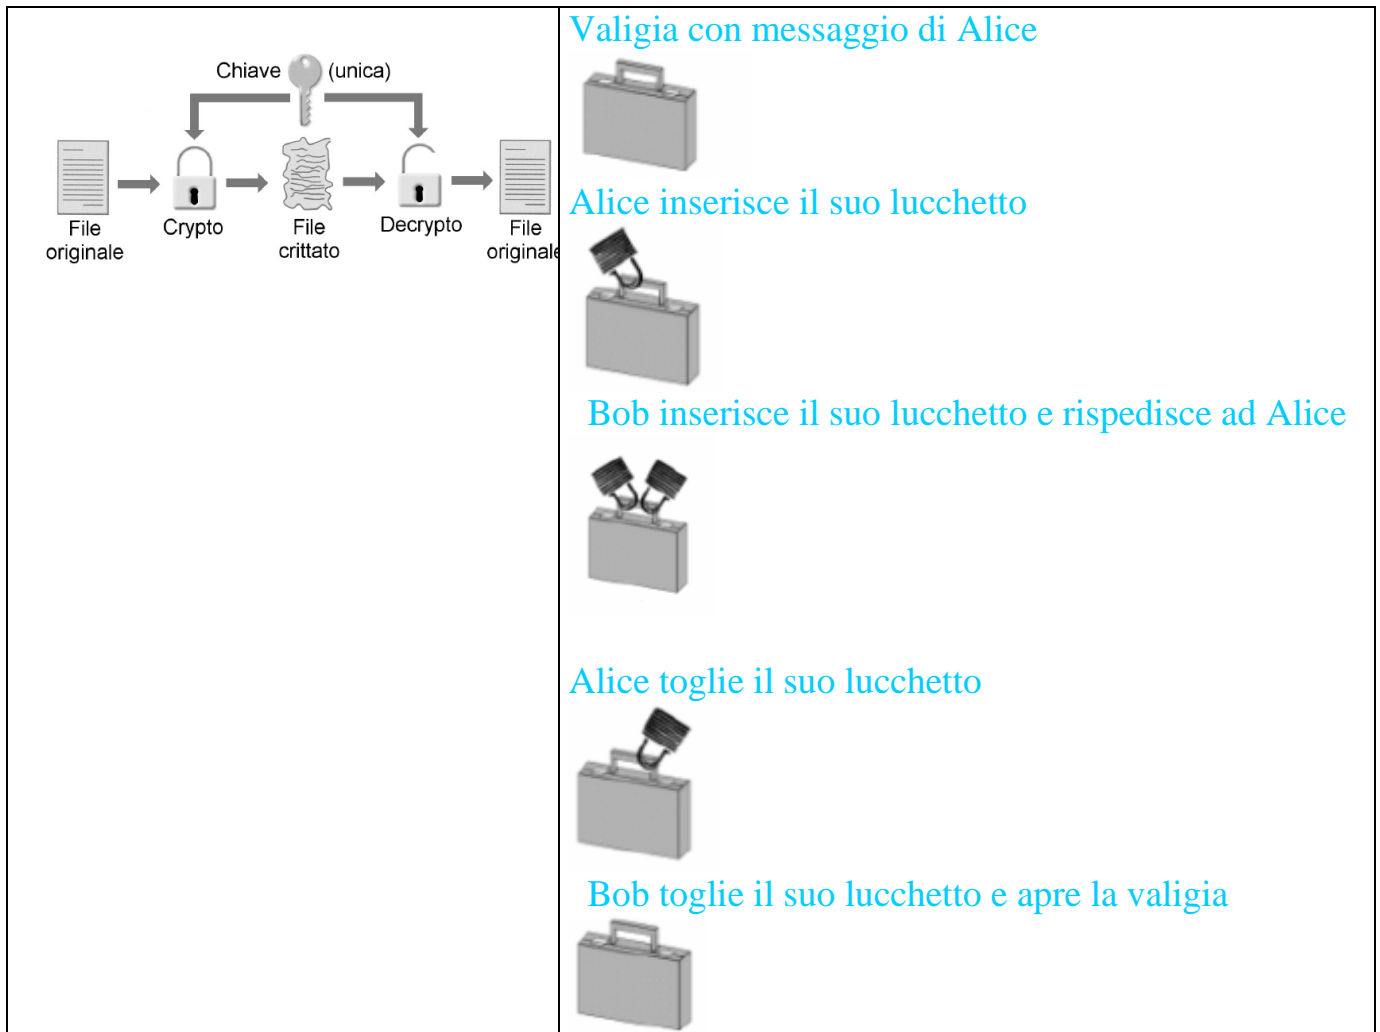 Chiave (unica)
File originale
Crypto
File crittato
Decrypto
File originale
Valigia con messaggio di Alice
Alice inserisce il suo lucchetto
Bob inserisce il suo lucchetto e rispedisce ad Alice
Alice toglie il suo lucchetto
Bob toglie il suo lucchetto e apre la valigia